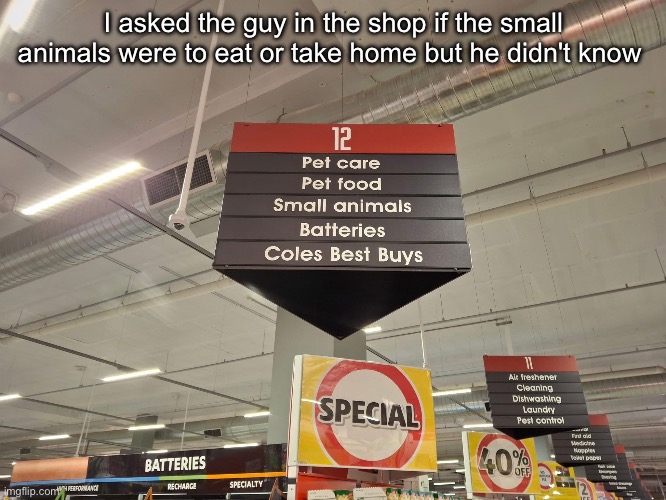 I asked the guy in the shop if the small
animals were to eat or take home but he didn't know
12
Pet care
Pet food
Small animals
Batteries
Coles Best Buys
SPECIAL
11
Air freshener
Cleaning
Dishwashing
Laundry
Pest control
First aid
Medicine
Nappies
Toilet paper
40%
OFF
BATTERIES
HIGH PERFORMANCE
RECHARGE
SPECIALTY
imgflip.com